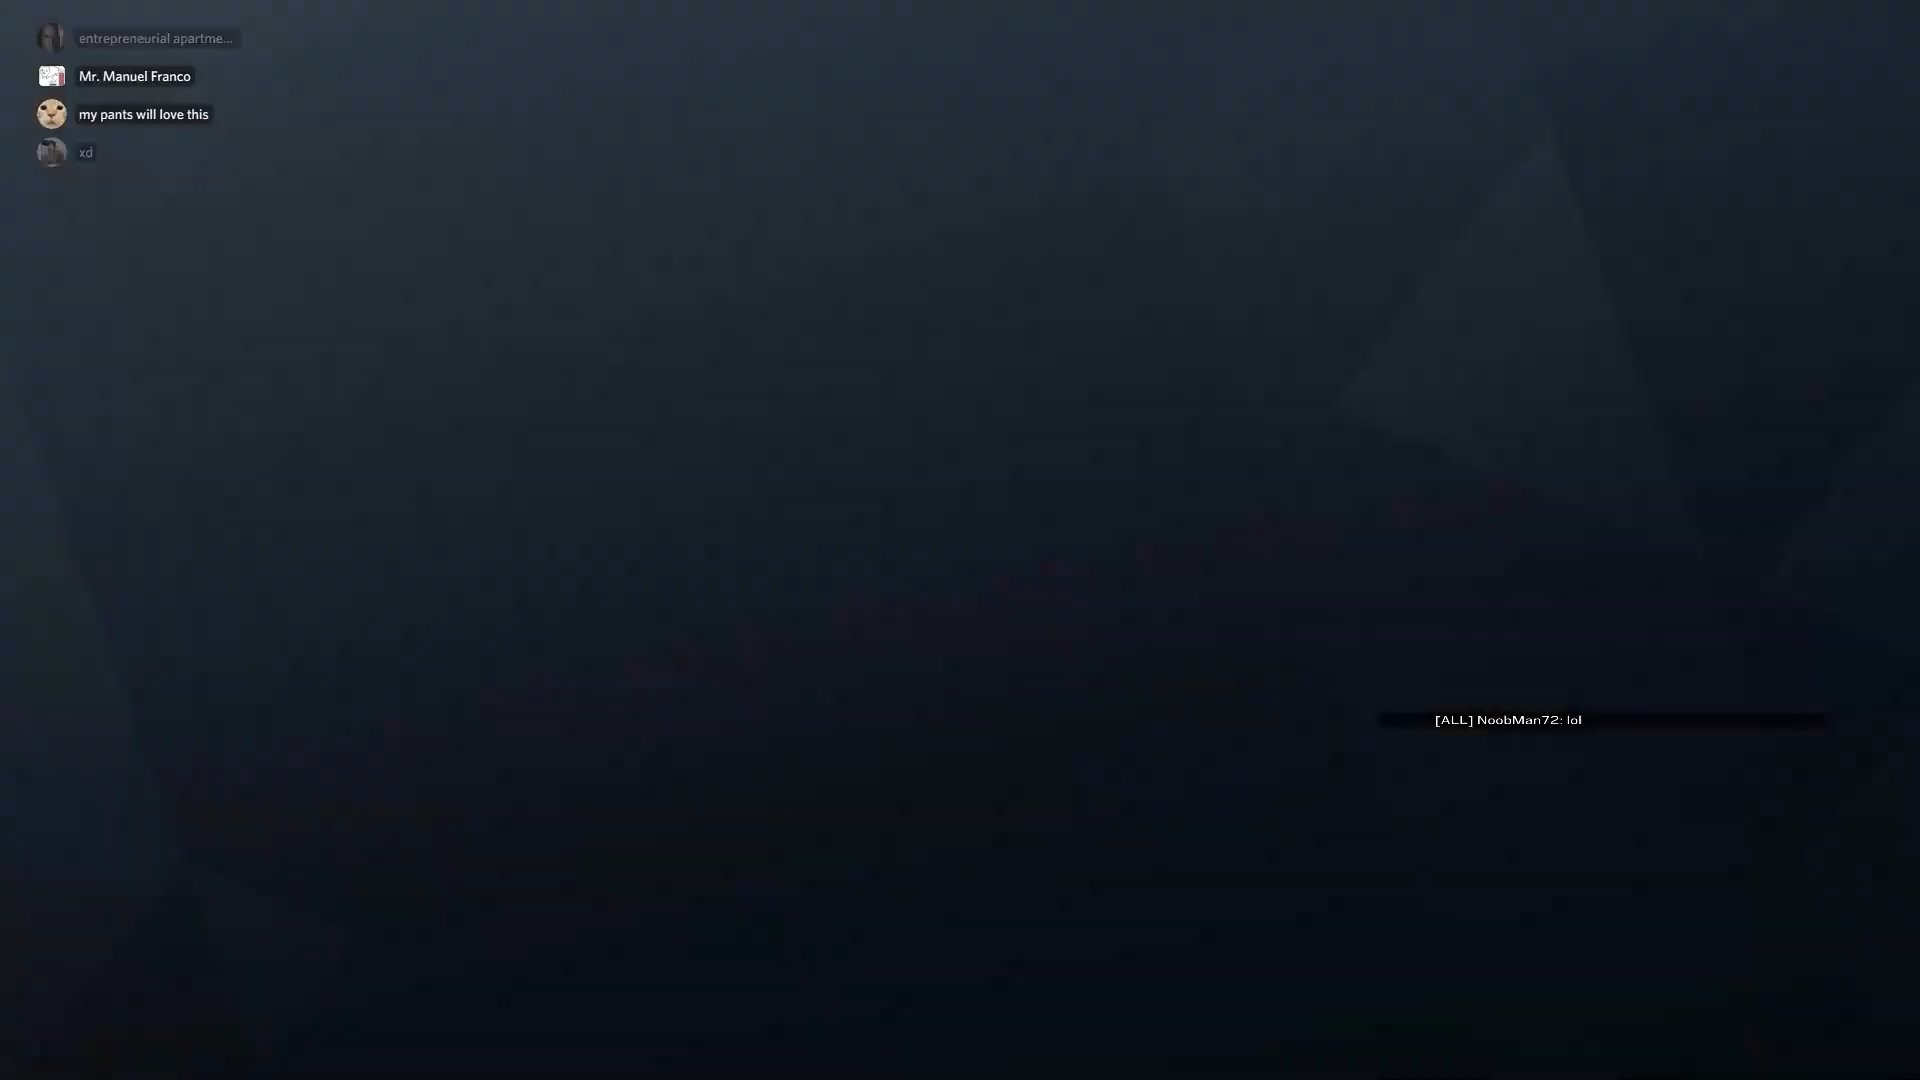 entrepreneurial apartme...
Mr. Manuel Franco
my pants will love this
xd
[ALL] NoobMan72: lol